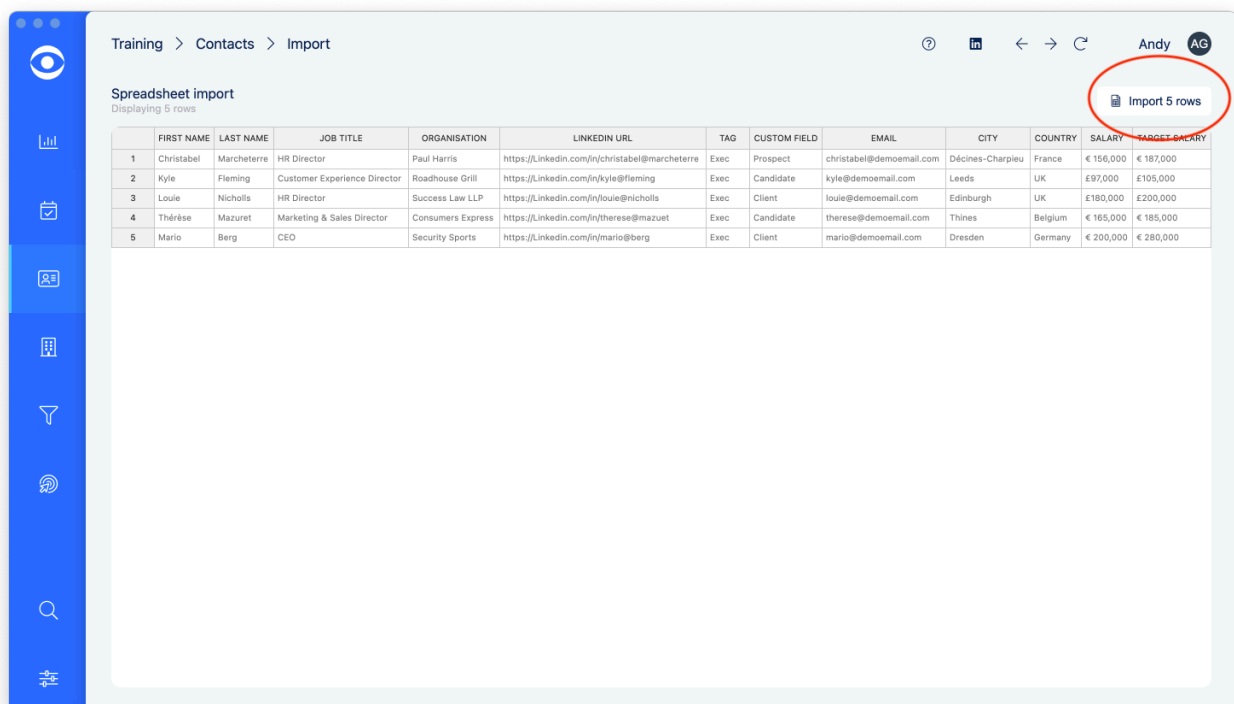 Training > Contacts > Import
in
Andy AG
Spreadsheet import
Displaying 5 rows
Import 5 rows
FIRST NAME LAST NAME JOB TITLE ORGANISATION LINKEDIN URL TAG CUSTOM FIELD EMAIL CITY COUNTRY SALARY TARGET SALARY
1 Christabel Marcheterre HR Director Paul Harris https://Linkedin.com/in/christabel@marcheterre Exec Prospect christabel@demoemail.com Décines-Charpieu France € 156,000 € 187,000
2 Kyle Fleming Customer Experience Director Roadhouse Grill https://Linkedin.com/in/kyle@fleming Exec Candidate kyle@demoemail.com Leeds UK £97,000 £105,000
3 Louie Nicholls HR Director Success Law LLP https://Linkedin.com/in/louie@nicholls Exec Client louie@demoemail.com Edinburgh UK £180,000 £200,000
4 Thérèse Mazuret Marketing & Sales Director Consumers Express https://Linkedin.com/in/therese@mazuet Exec Candidate therese@demoemail.com Thines Belgium € 165,000 € 185,000
5 Mario Berg CEO Security Sports https://Linkedin.com/in/mario@berg Exec Client mario@demoemail.com Dresden Germany € 200,000 € 280,000